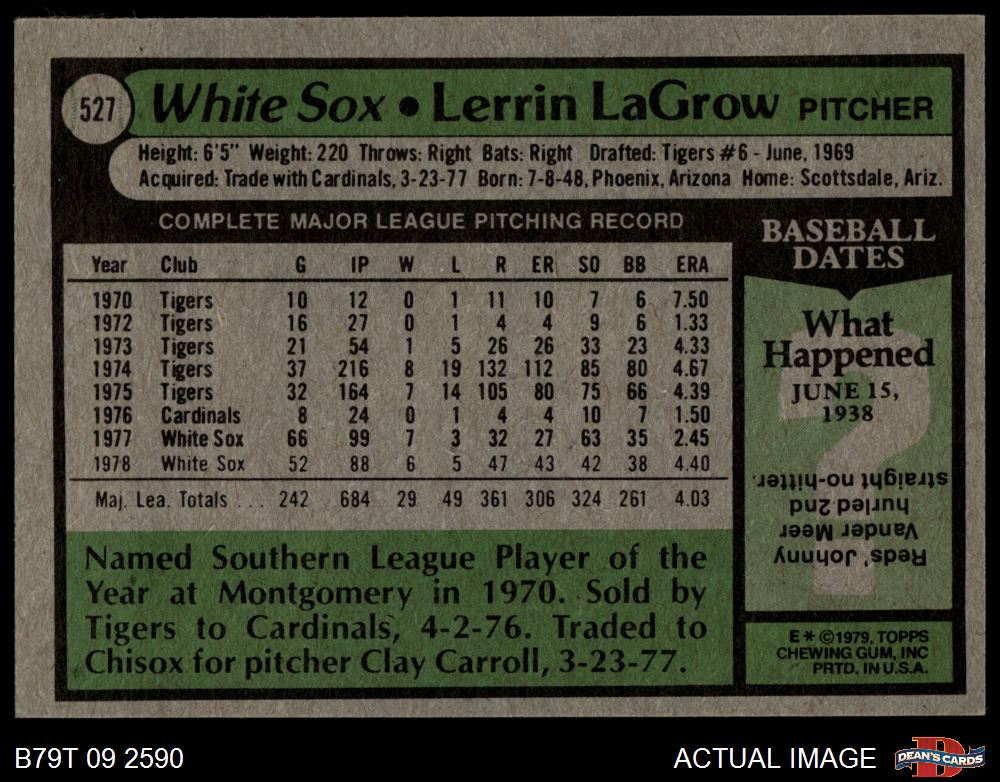 527
White Sox • Lerrin LaGrow PITCHER
Height: 6'5" Weight: 220 Throws: Right Bats: Right Drafted: Tigers #6 - June, 1969
Acquired: Trade with Cardinals, 3-23-77 Born: 7-8-48, Phoenix, Arizona Home: Scottsdale, Ariz.
COMPLETE MAJOR LEAGUE PITCHING RECORD
Year Club G IP W L R ER SO BB ERA
1970 Tigers 10 12 0 1 11 10 7 6 7.50
1972 Tigers 16 27 0 1 4 4 9 6 1.33
1973 Tigers 21 54 1 5 26 26 33 23 4.33
1974 Tigers 37 216 8 19 132 112 85 80 4.67
1975 Tigers 32 164 7 14 105 80 75 66 4.39
1976 Cardinals 8 24 0 1 4 4 10 7 1.50
1977 White Sox 66 99 7 3 32 27 63 35 2.45
1978 White Sox 52 88 6 5 47 43 42 38 4.40
Maj. Lea. Totals ... 242 684 29 49 361 306 324 261 4.03
Named Southern League Player of the
Year at Montgomery in 1970. Sold by
Tigers to Cardinals, 4-2-76. Traded to
Chisox for pitcher Clay Carroll, 3-23-77.
BASEBALL
DATES
What
Happened
JUNE 15,
1938
Reds' Johnny
Vander Meer
hurled 2nd
straight no-hitter.
E * ©1979, TOPPS
CHEWING GUM, INC
PRTD. IN U.S.A.
B79T 09 2590
ACTUAL IMAGE
D
DEAN'S CARDS